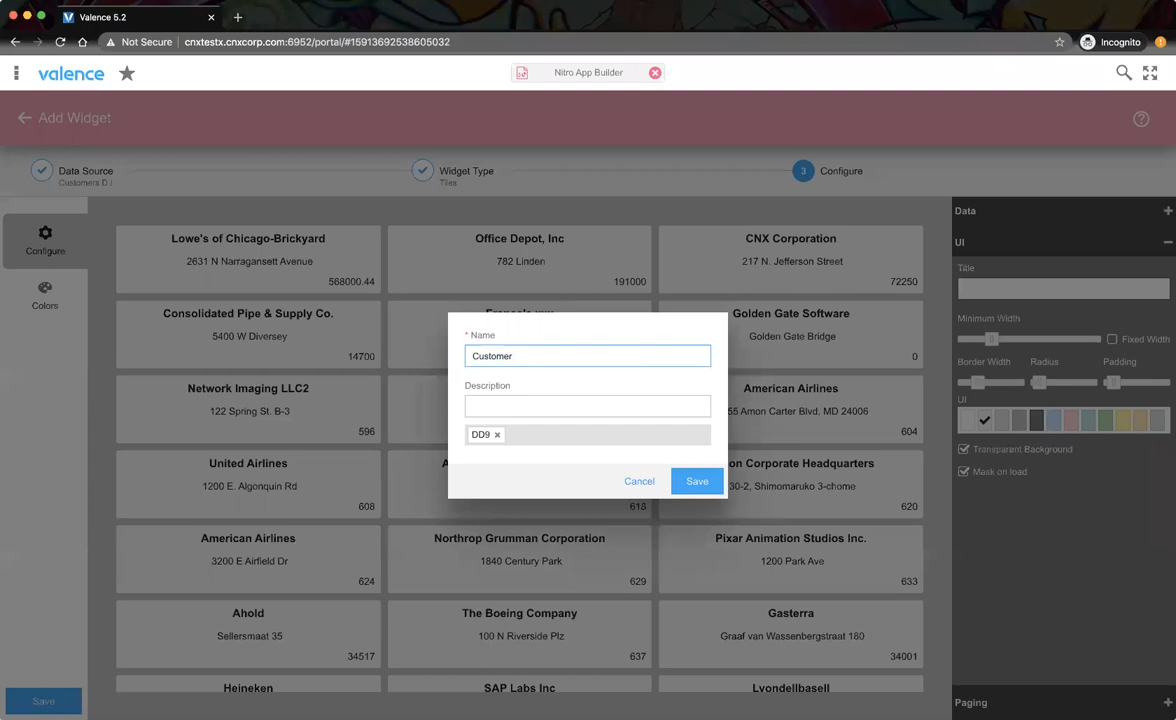 Valence 5.2
Not Secure cnxtestx.cnxcorp.com:6952/portal/#15913692538605032
Incognito
valence
Nitro App Builder
Add Widget
Data Source
Customers DJ
Widget Type
Tiles
3 Configure
Configure
Colors
Save
Lowe's of Chicago-Brickyard
2631 N Narragansett Avenue
568000.44
Office Depot, Inc
782 Linden
191000
CNX Corporation
217 N. Jefferson Street
72250
Consolidated Pipe & Supply Co.
5400 W Diversey
14700
Golden Gate Software
Golden Gate Bridge
0
Network Imaging LLC2
122 Spring St. B-3
596
American Airlines
55 Amon Carter Blvd, MD 24006
604
United Airlines
1200 E. Algonquin Rd
608
618
on Corporate Headquarters
30-2, Shimomaruko 3-chome
620
American Airlines
3200 E Airfield Dr
624
Northrop Grumman Corporation
1840 Century Park
629
Pixar Animation Studios Inc.
1200 Park Ave
633
Ahold
Sellersmaat 35
34517
The Boeing Company
100 N Riverside Plz
637
Gasterra
Graaf van Wassenbergstraat 180
34001
Heineken
SAP Labs Inc
Lyondellbasell
* Name
Customer
Description
DD9
Cancel
Save
Data
UI
Title
Minimum Width
Fixed Width
Border Width Radius Padding
UI
Transparent Background
Mask on load
Paging